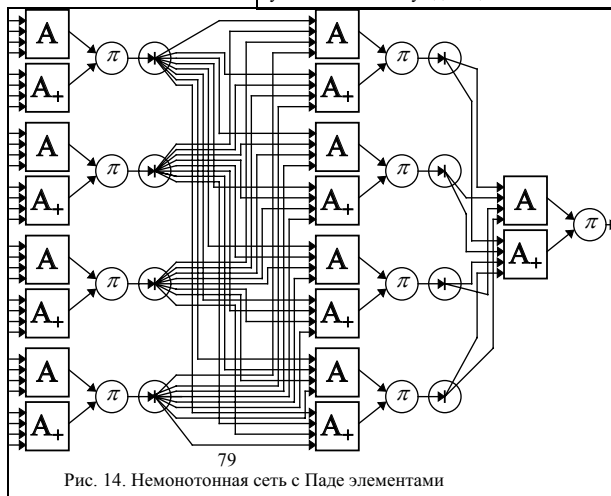 A A
π π
A+ A+
A A
π π
A+ A+ A
π
A A A+
π π
A+ A+
A A
π π
A+ A+
79
Рис. 14. Немонотонная сеть с Паде элементами